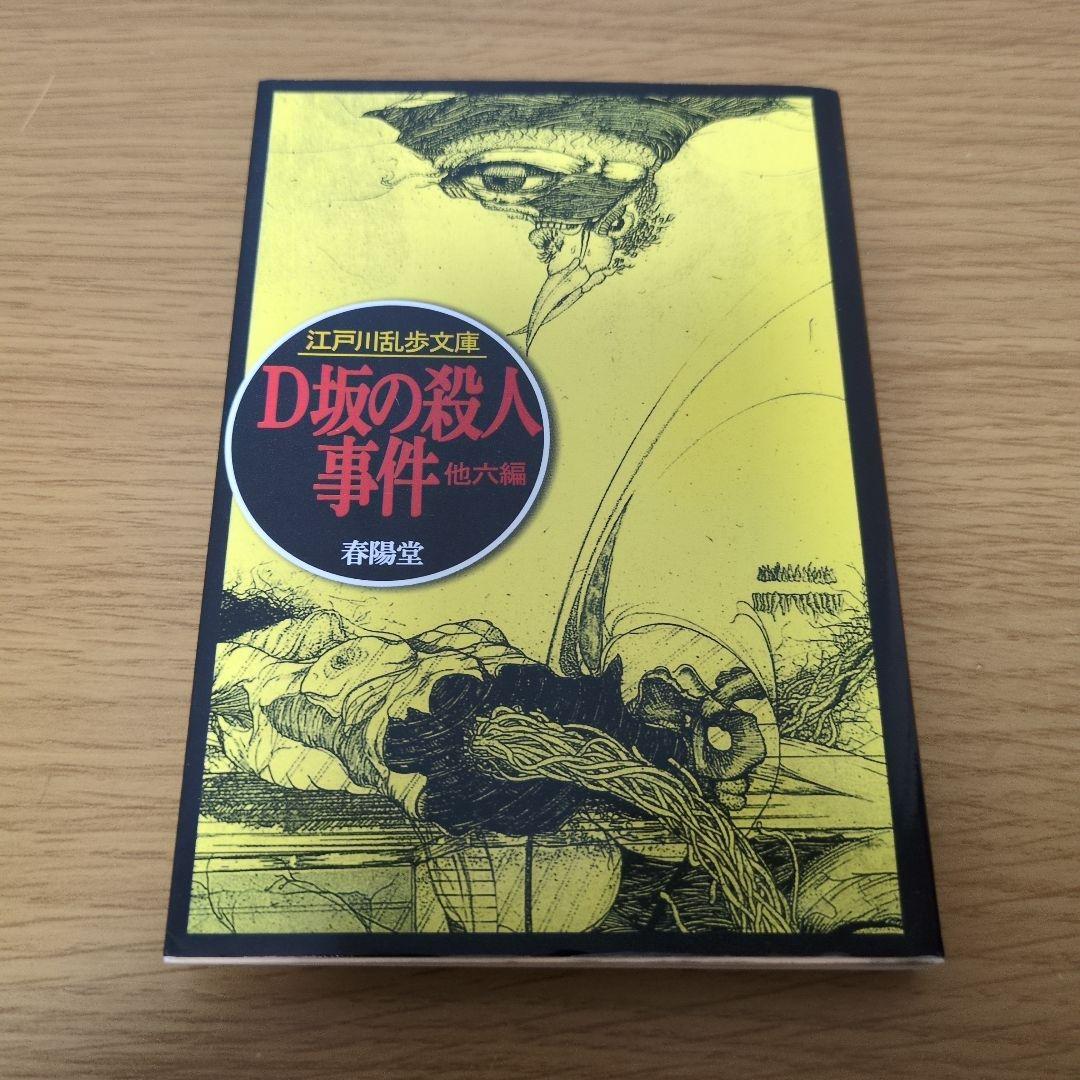 江戸川乱歩文庫
D坂の殺人
事件 他六編
春陽堂